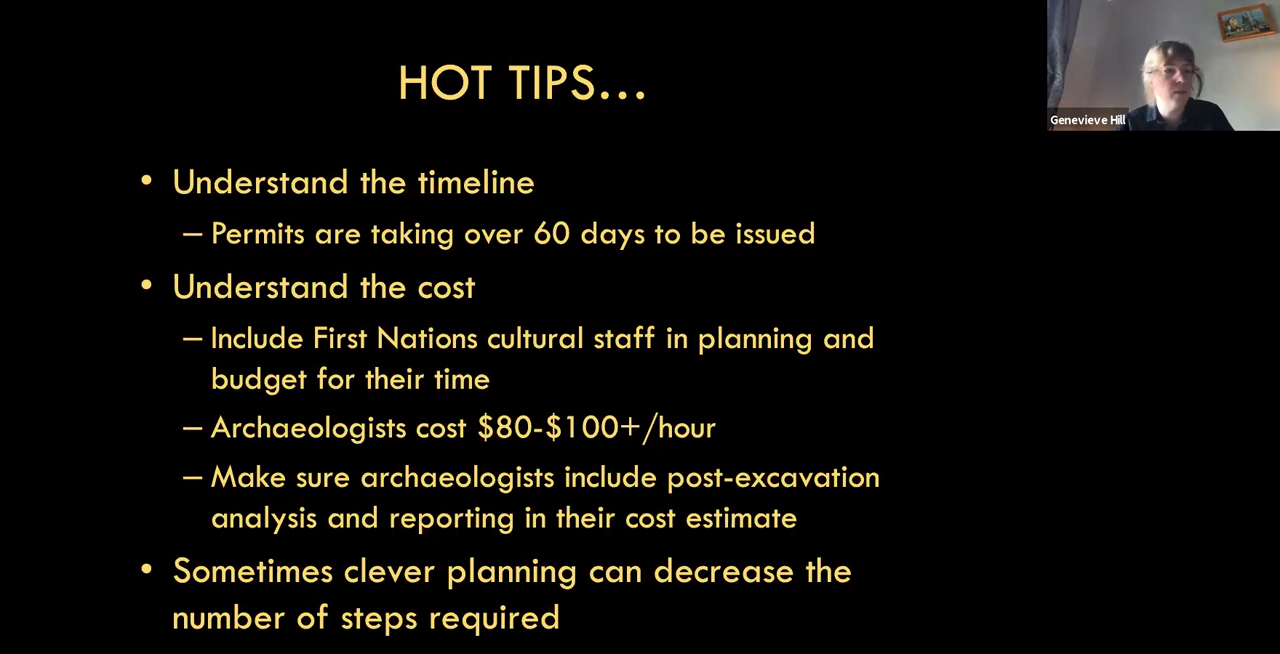 HOT TIPS...
Genevieve Hill
• Understand the timeline
– Permits are taking over 60 days to be issued
• Understand the cost
– Include First Nations cultural staff in planning and
budget for their time
– Archaeologists cost $80-$100+/hour
– Make sure archaeologists include post-excavation
analysis and reporting in their cost estimate
• Sometimes clever planning can decrease the
number of steps required